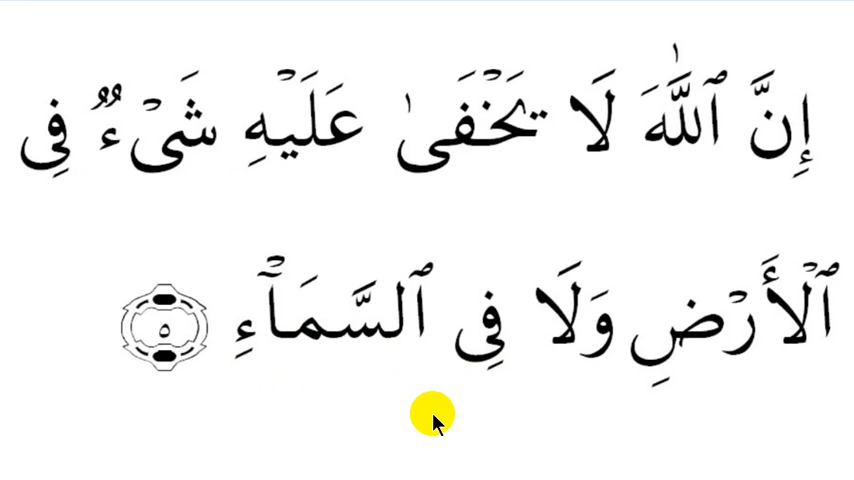 إِنَّ ٱللَّهَ لَا يَخْفَىٰ عَلَيْهِ شَىْءٌ فِى
ٱلْأَرْضِ وَلَا فِى ٱلسَّمَآءِ ٥